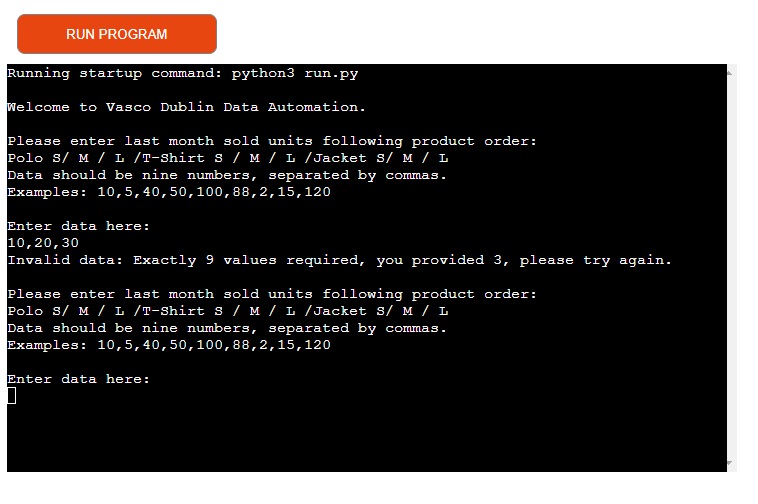 RUN PROGRAM
Running startup command: python3 run.py
Welcome to Vasco Dublin Data Automation.
Please enter last month sold units following product order:
Polo S/ M / L /T-Shirt S / M / L /Jacket S/ M / L
Data should be nine numbers, separated by commas.
Examples: 10,5,40,50,100,88,2,15,120
Enter data here:
10,20,30
Invalid data: Exactly 9 values required, you provided 3, please try again.
Please enter last month sold units following product order:
Polo S/ M / L /T-Shirt S / M / L /Jacket S/ M / L
Data should be nine numbers, separated by commas.
Examples: 10,5,40,50,100,88,2,15,120
Enter data here: